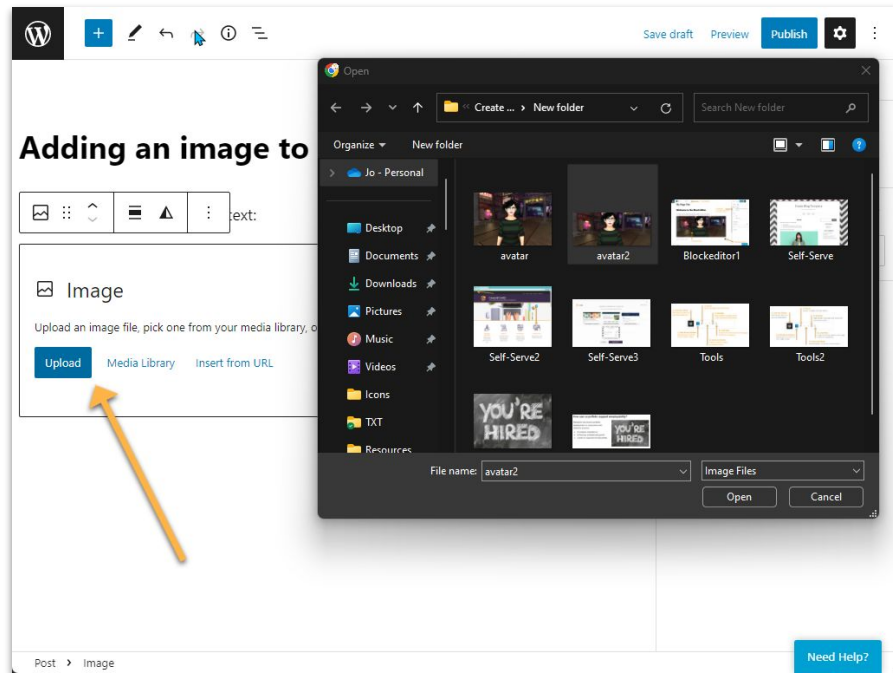 Save draft Preview Publish
Open
Create ... › New folder
Search New folder
Adding an image to
Organize New folder
Jo - Personal
text:
Desktop
Documents
Downloads
Pictures
Music
Videos
Icons
TXT
Resources
avatar avatar2 Blockeditor1 Self-Serve
Self-Serve2 Self-Serve3 Tools Tools2
YOU'RE
HIRED
YOU'RE
HIRED
Image
Upload an image file, pick one from your media library, o
Upload Media Library Insert from URL
File name: avatar2 Image Files
Open Cancel
Need Help?
Post › Image